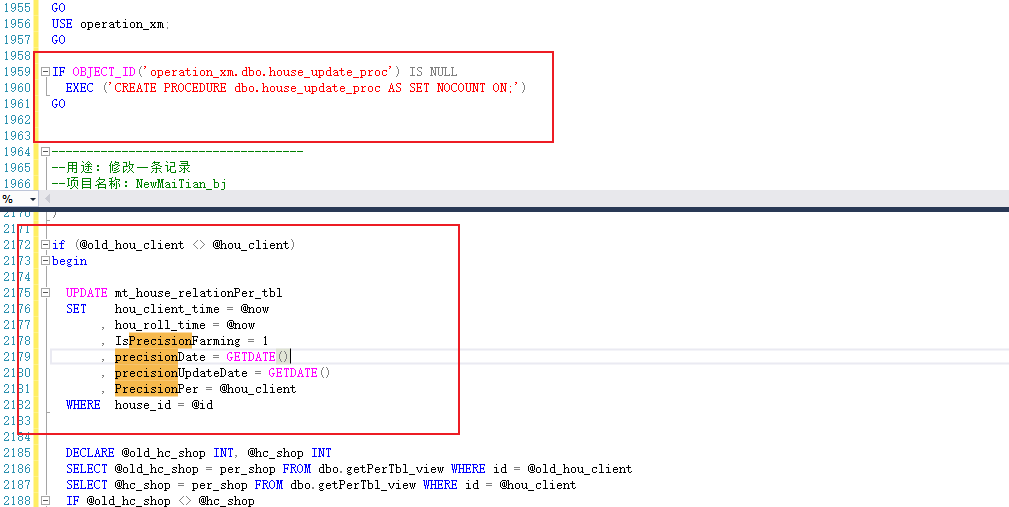 1955 GO
1956 USE operation_xm;
1957 GO
1958
1959 IF OBJECT_ID('operation_xm.dbo.house_update_proc') IS NULL
1960 EXEC ('CREATE PROCEDURE dbo.house_update_proc AS SET NOCOUNT ON;')
1961 GO
1962
1963
1964 ------------------------------------
1965 --用途：修改一条记录
1966 --项目名称：NewMaiTian_bj
%
2170 )
2171
2172 if (@old_hou_client <> @hou_client)
2173 begin
2174
2175 UPDATE mt_house_relationPer_tbl
2176 SET hou_client_time = @now
2177 , hou_roll_time = @now
2178 , IsPrecisionFarming = 1
2179 , precisionDate = GETDATE()
2180 , precisionUpdateDate = GETDATE()
2181 , PrecisionPer = @hou_client
2182 WHERE house_id = @id
2183
2184
2185 DECLARE @old_hc_shop INT, @hc_shop INT
2186 SELECT @old_hc_shop = per_shop FROM dbo.getPerTbl_view WHERE id = @old_hou_client
2187 SELECT @hc_shop = per_shop FROM dbo.getPerTbl_view WHERE id = @hou_client
2188 IF @old_hc_shop <> @hc_shop